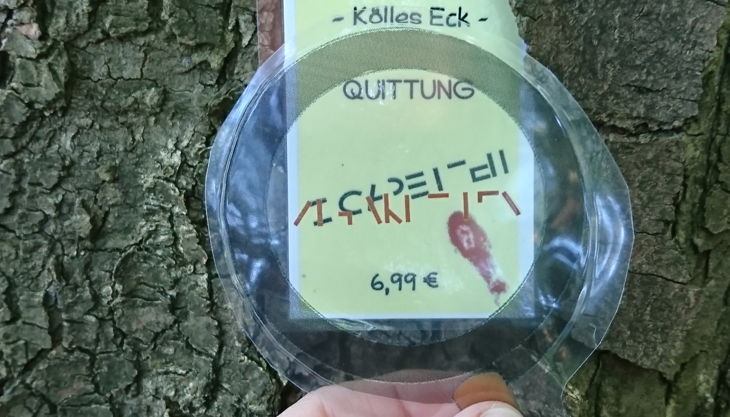 - Kölles Eck -
QUITTUNG
6,99 €